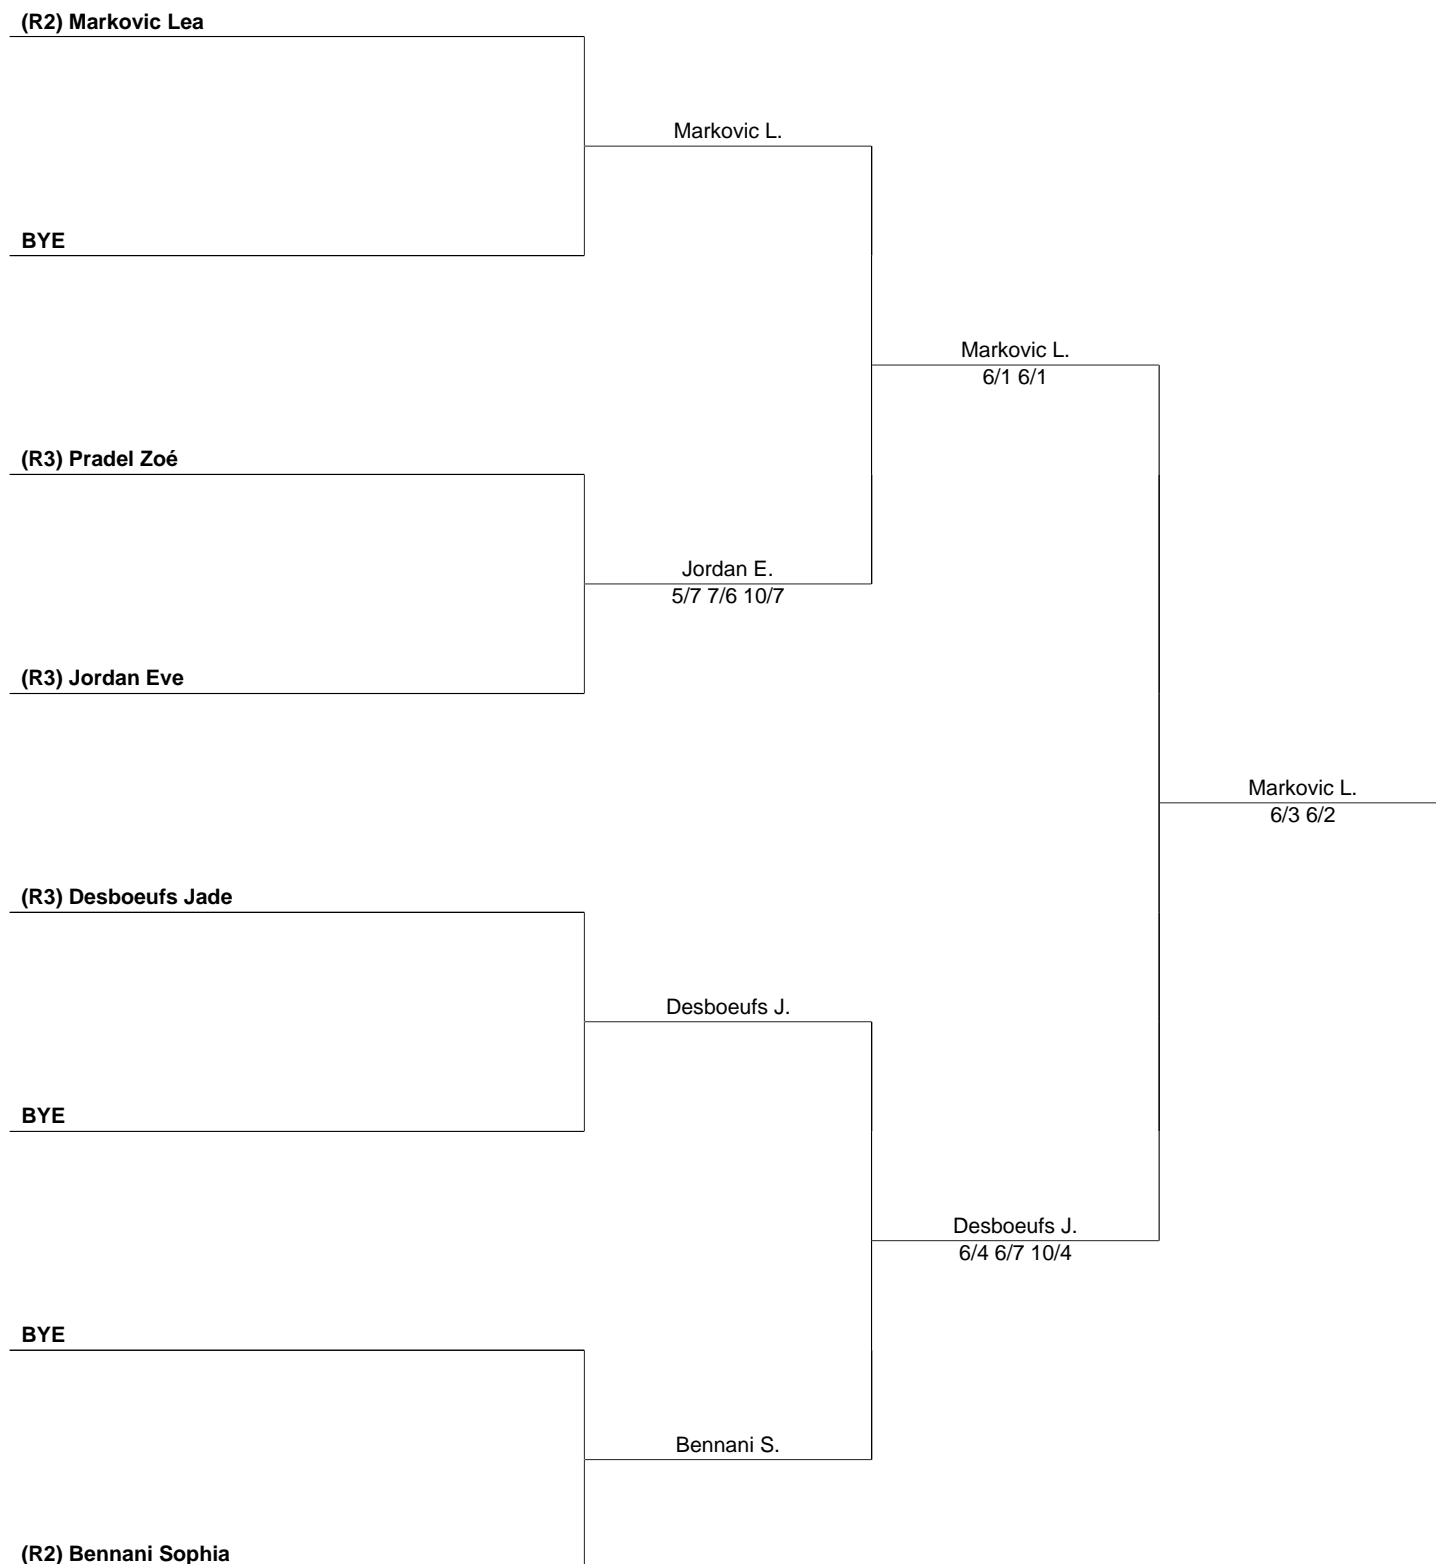 (R2) Markovic Lea
Markovic L.
BYE
Markovic L.
6/1 6/1
(R3) Pradel Zoé
Jordan E.
5/7 7/6 10/7
(R3) Jordan Eve
Markovic L.
6/3 6/2
(R3) Desboeufs Jade
Desboeufs J.
BYE
Desboeufs J.
6/4 6/7 10/4
BYE
Bennani S.
(R2) Bennani Sophia